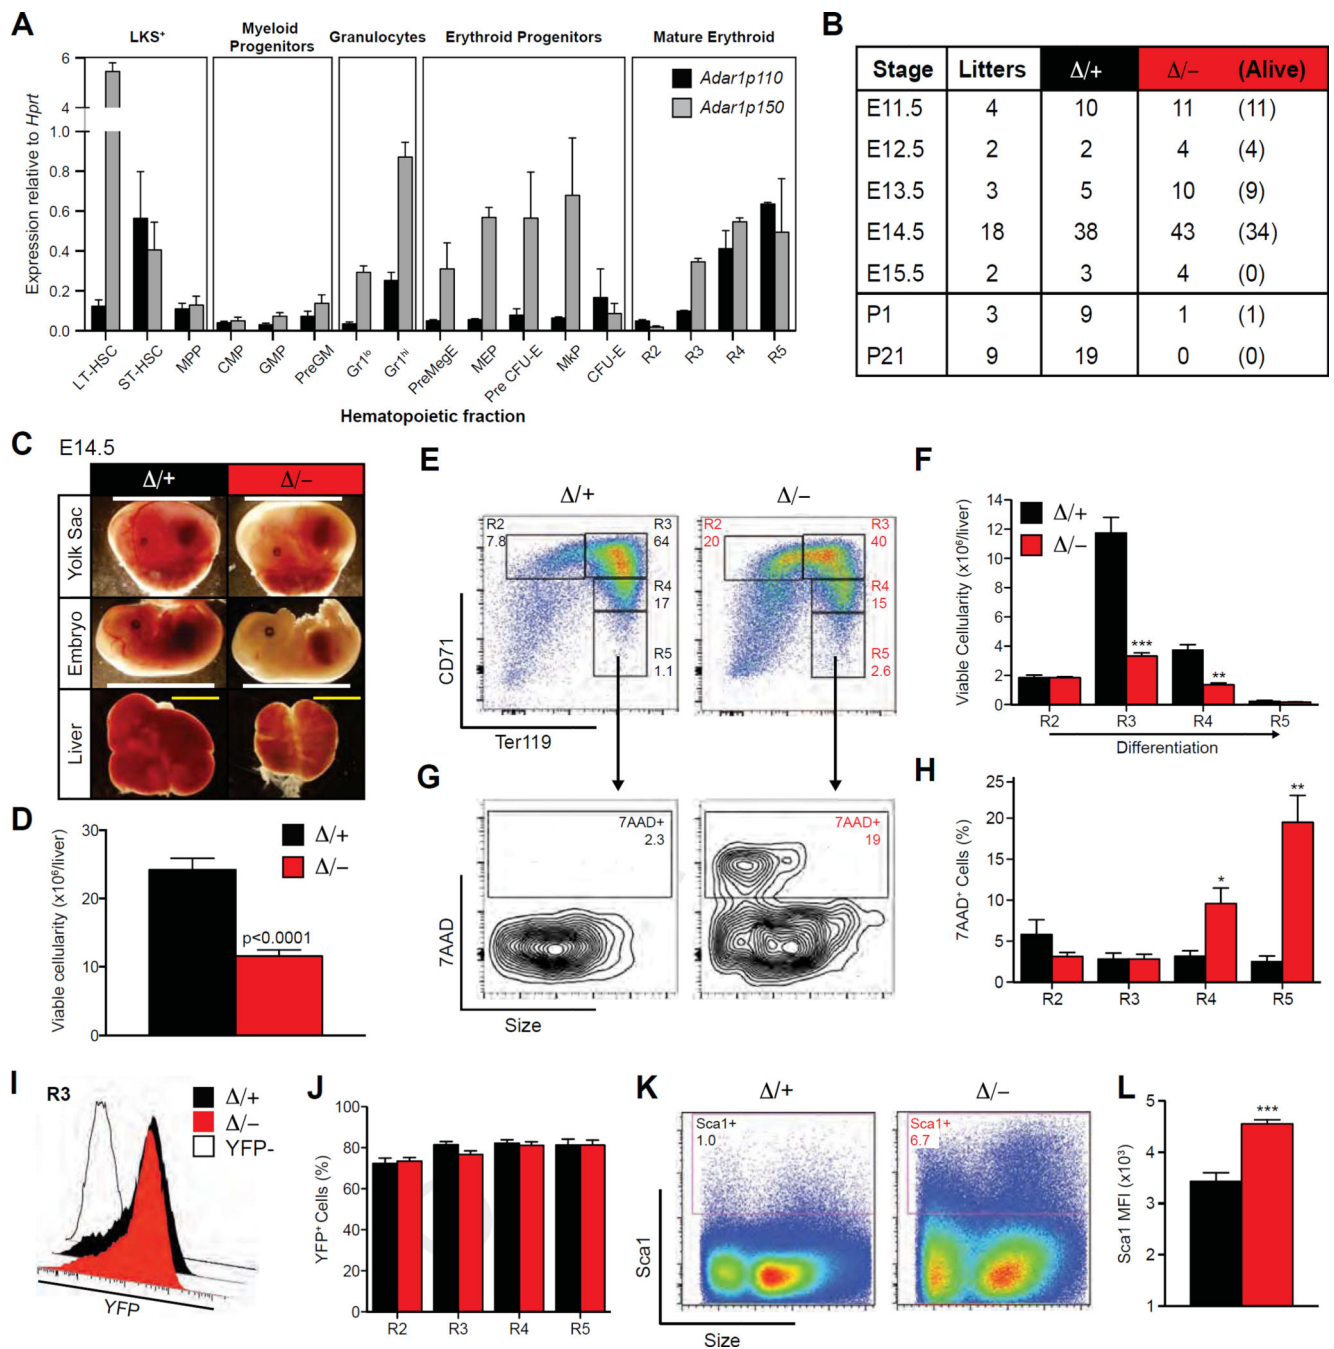 A
LKS⁺
Myeloid Progenitors
Granulocytes
Erythroid Progenitors
Mature Erythroid
Adar1p110
Adar1p150
Expression relative to Hprt
6
4
1.0
0.8
0.6
0.4
0.2
0.0
LT-HSC ST-HSC MPP CMP GMP PreGM Gr1ˡᵒ Gr1ʰⁱ PreMegE MEP Pre CFU-E MkP CFU-E R2 R3 R4 R5
Hematopoietic fraction
B
Stage Litters Δ/+ Δ/− (Alive)
E11.5 4 10 11 (11)
E12.5 2 2 4 (4)
E13.5 3 5 10 (9)
E14.5 18 38 43 (34)
E15.5 2 3 4 (0)
P1 3 9 1 (1)
P21 9 19 0 (0)
C
E14.5
Δ/+ Δ/−
Yolk Sac
Embryo
Liver
D
Viable cellularity (x10⁶/liver)
30
20
10
0
Δ/+
Δ/−
p<0.0001
E
Δ/+ Δ/−
R2
7.8
R3
64
R4
17
R5
1.1
R2
20
R3
40
R4
15
R5
2.6
CD71
Ter119
F
Viable Cellularity (x10⁶/liver)
14
12
10
8
6
4
2
0
Δ/+
Δ/−
***
**
R2 R3 R4 R5
Differentiation
G
7AAD+
2.3
7AAD+
19
7AAD
Size
H
7AAD⁺ Cells (%)
25
20
15
10
5
0
*
**
R2 R3 R4 R5
I
R3
Δ/+
Δ/−
YFP-
YFP
J
YFP⁺ Cells (%)
100
80
60
40
20
0
R2 R3 R4 R5
K
Δ/+ Δ/−
Sca1+
1.0
Sca1+
6.7
Sca1
Size
L
Sca1 MFI (x10³)
5
4
3
2
1
***